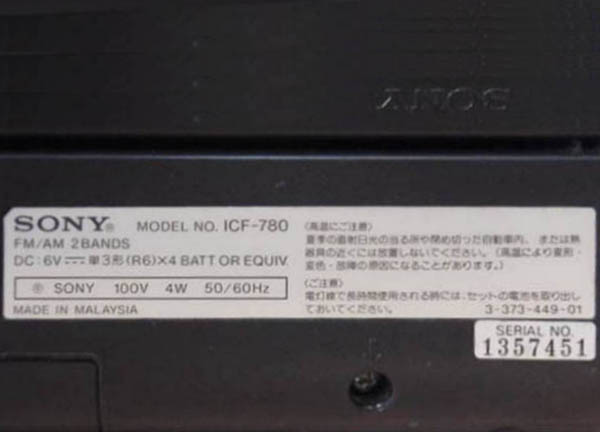 SONY
SONY® MODEL NO. ICF-780
FM/AM 2BANDS
DC: 6V⎓単3形(R6)×4 BATT OR EQUIV.
Ⓡ SONY 100V 4W 50/60Hz
MADE IN MALAYSIA
〈高温にご注意〉
夏季の直射日光の当る所や閉め切った自動車内、または熱
器具の近くには放置しないでください。(高温により変形・
変色・故障の原因になることがあります。)
〈ご注意〉
電灯線で長時間使用される時には、セットの電池を取り出し
ておいてください。 3-373-449-01
SERIAL NO.
1357451